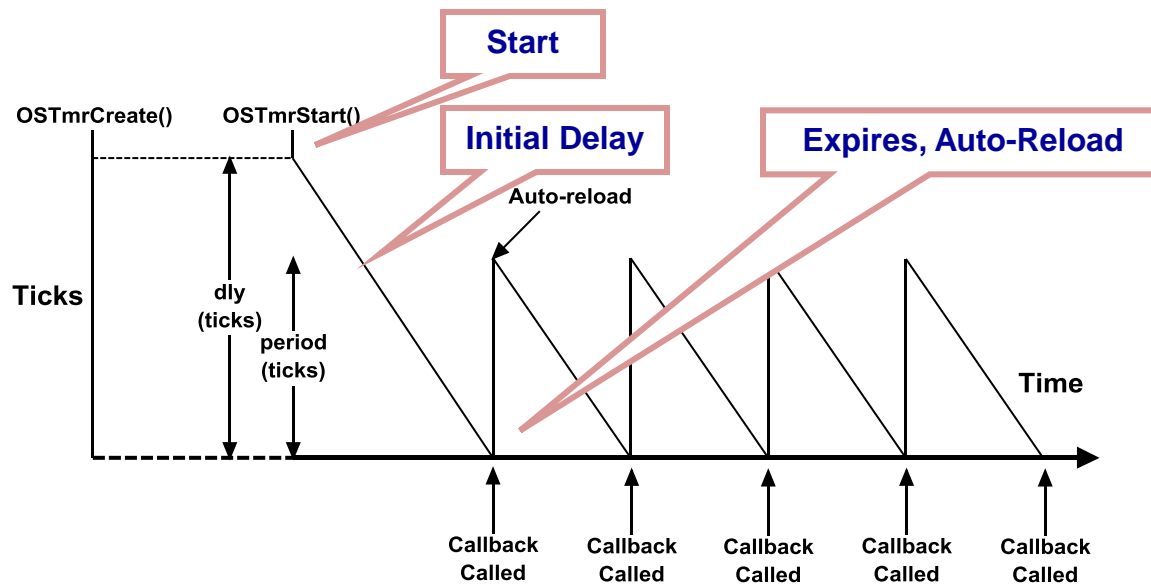 Start
OSTmrCreate()
OSTmrStart()
Initial Delay
Expires, Auto-Reload
Auto-reload
Ticks
dly
(ticks)
period
(ticks)
Time
Callback
Called
Callback
Called
Callback
Called
Callback
Called
Callback
Called